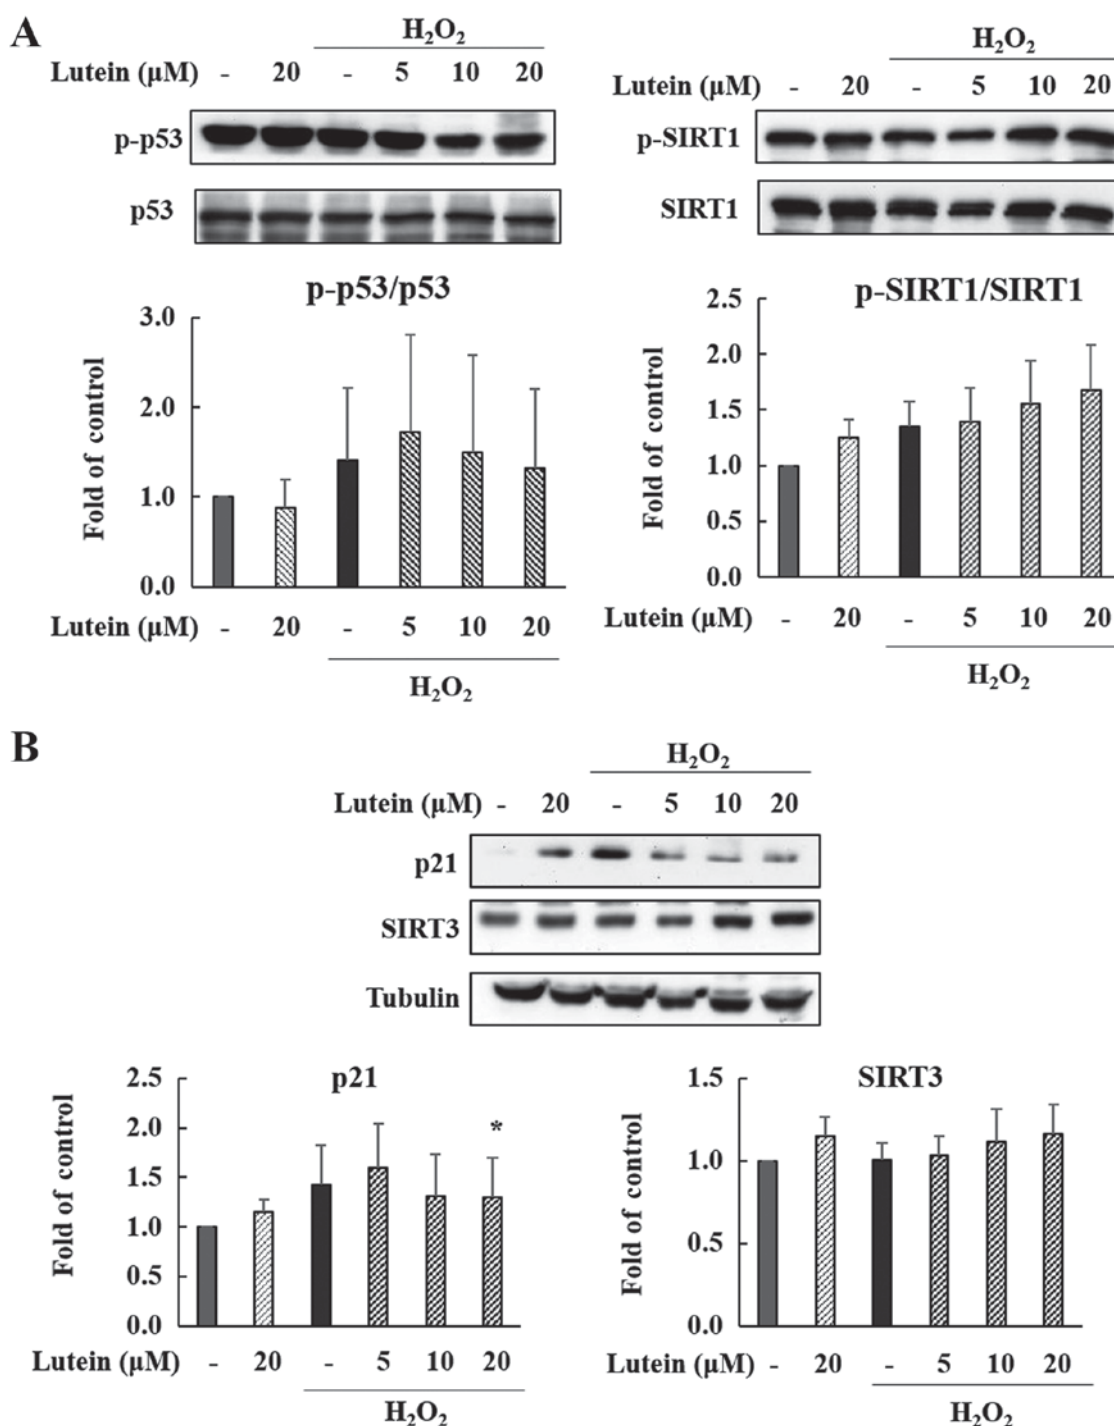 A
H₂O₂
Lutein (μM) - 20 - 5 10 20
p-p53
p53
p-p53/p53
3.0
2.0
1.0
0.0
Fold of control
Lutein (μM) - 20 - 5 10 20
H₂O₂
H₂O₂
Lutein (μM) - 20 - 5 10 20
p-SIRT1
SIRT1
p-SIRT1/SIRT1
2.5
2.0
1.5
1.0
0.5
0.0
Fold of control
Lutein (μM) - 20 - 5 10 20
H₂O₂
B
H₂O₂
Lutein (μM) - 20 - 5 10 20
p21
SIRT3
Tubulin
p21
2.5
2.0
1.5
1.0
0.5
0.0
*
Fold of control
Lutein (μM) - 20 - 5 10 20
H₂O₂
SIRT3
1.5
1.0
0.5
0.0
Fold of control
Lutein (μM) - 20 - 5 10 20
H₂O₂